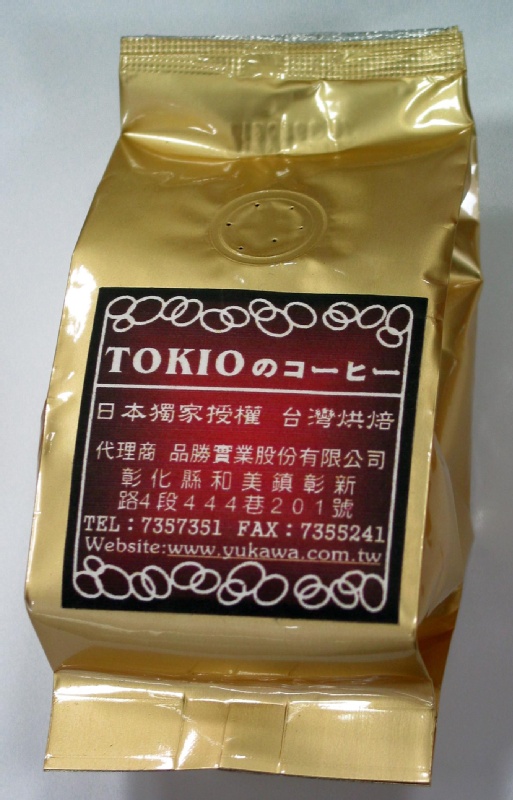 TOKIOのコーヒー
日本獨家授權 台灣烘焙
代理商 品勝實業股份有限公司
彰化縣和美鎮彰新
路4段444巷201號
TEL：7357351 FAX：7355241
Website:www.yukawa.com.tw